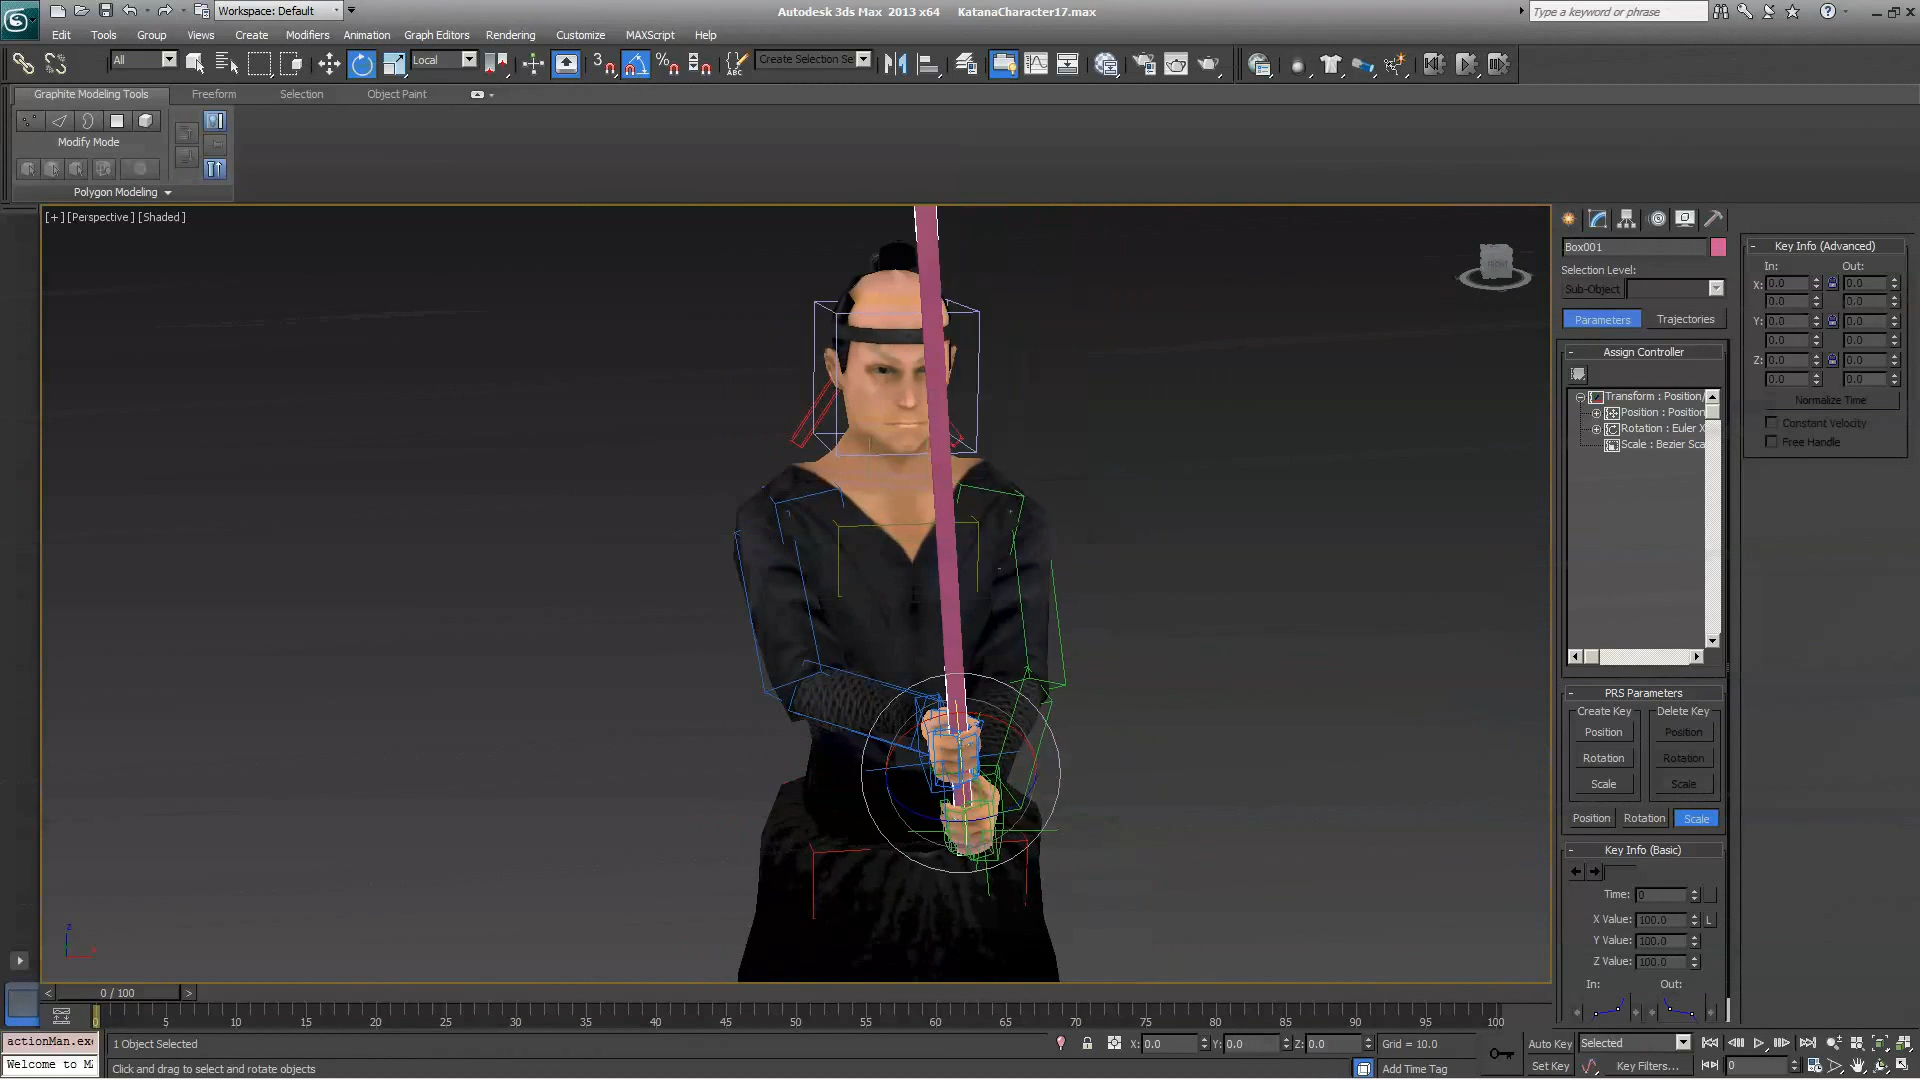 Workspace: Default
Autodesk 3ds Max 2013 x64 KatanaCharacter17.max
Type a keyword or phrase
Edit Tools Group Views Create Modifiers Animation Graph Editors Rendering Customize MAXScript Help
All
Local
3
%
ABC
Create Selection Se
Graphite Modeling Tools Freeform Selection Object Paint
Modify Mode
Polygon Modeling
[+] [Perspective] [Shaded]
FRONT
z
Box001
Selection Level:
Sub-Object
Parameters Trajectories
Assign Controller
Transform : Position/
Position : Position
Rotation : Euler X
Scale : Bezier Sca
PRS Parameters
Create Key Delete Key
Position Position
Rotation Rotation
Scale Scale
Position Rotation Scale
Key Info (Basic)
Time: 0
X Value: 100.0 L
Y Value: 100.0
Z Value: 100.0
In: Out:
Key Info (Advanced)
In: Out:
X: 0.0 0.0
0.0 0.0
Y: 0.0 0.0
0.0 0.0
Z: 0.0 0.0
0.0 0.0
Normalize Time
Constant Velocity
Free Handle
< 0 / 100 >
0 5 10 15 20 25 30 35 40 45 50 55 60 65 70 75 80 85 90 95 100
actionMan.exe
Welcome to M
1 Object Selected
X: 0.0 Y: 0.0 Z: 0.0 Grid = 10.0
Auto Key Selected
Click and drag to select and rotate objects
Add Time Tag
Set Key Key Filters... 0